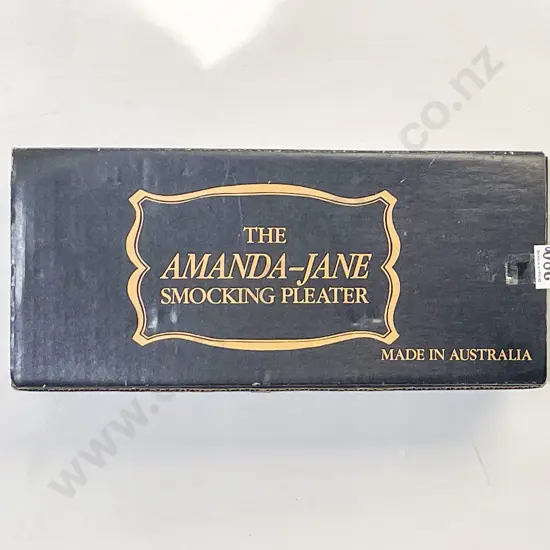 THE
AMANDA-JANE
SMOCKING PLEATER
MADE IN AUSTRALIA